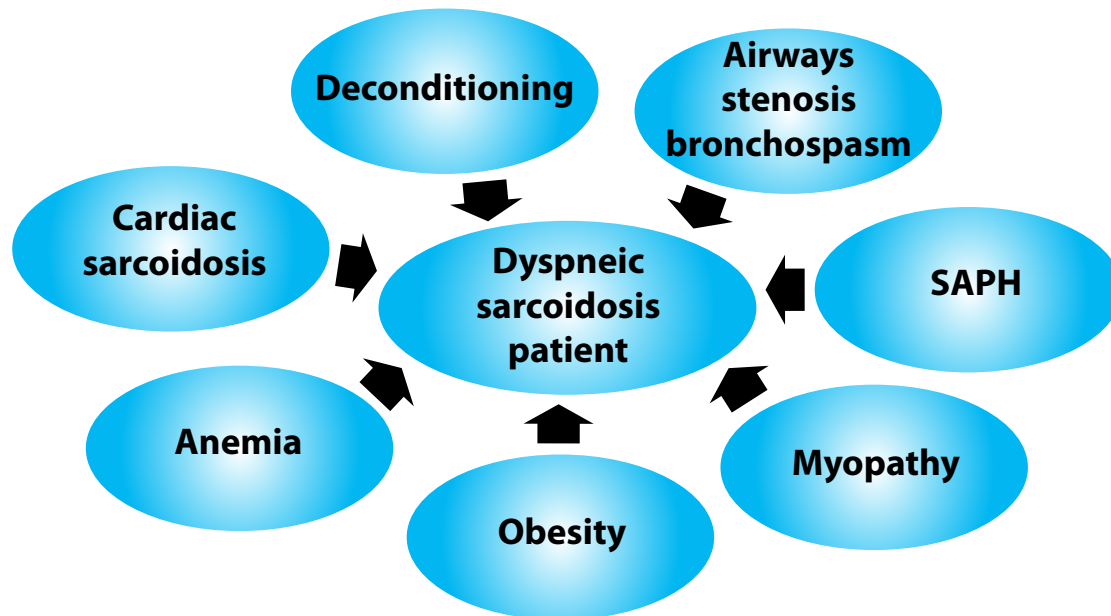 Deconditioning
Airways
stenosis
bronchospasm
Cardiac
sarcoidosis
Dyspneic
sarcoidosis
patient
SAPH
Anemia
Myopathy
Obesity